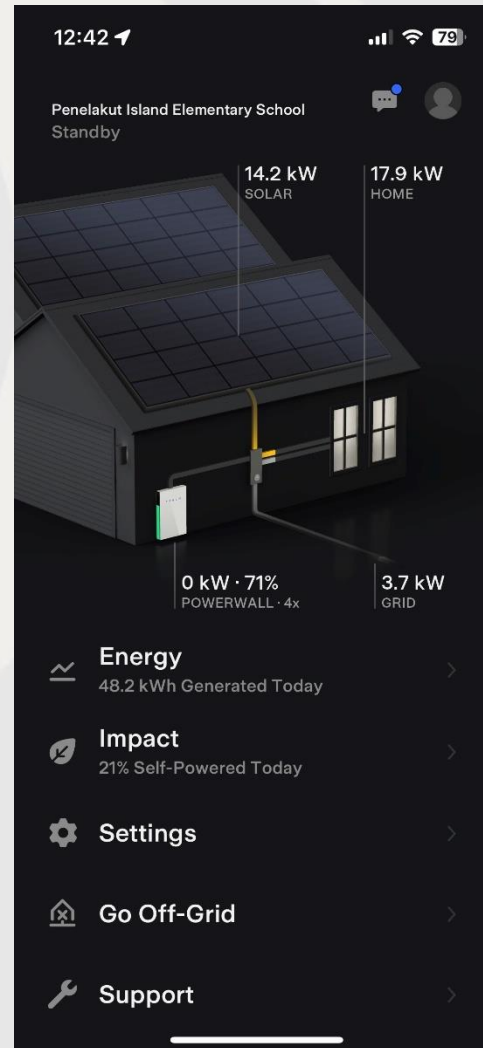 12:42
79
Penelakut Island Elementary School
Standby
14.2 kW
SOLAR
17.9 kW
HOME
0 kW · 71%
POWERWALL · 4x
3.7 kW
GRID
Energy
48.2 kWh Generated Today
Impact
21% Self-Powered Today
Settings
Go Off-Grid
Support